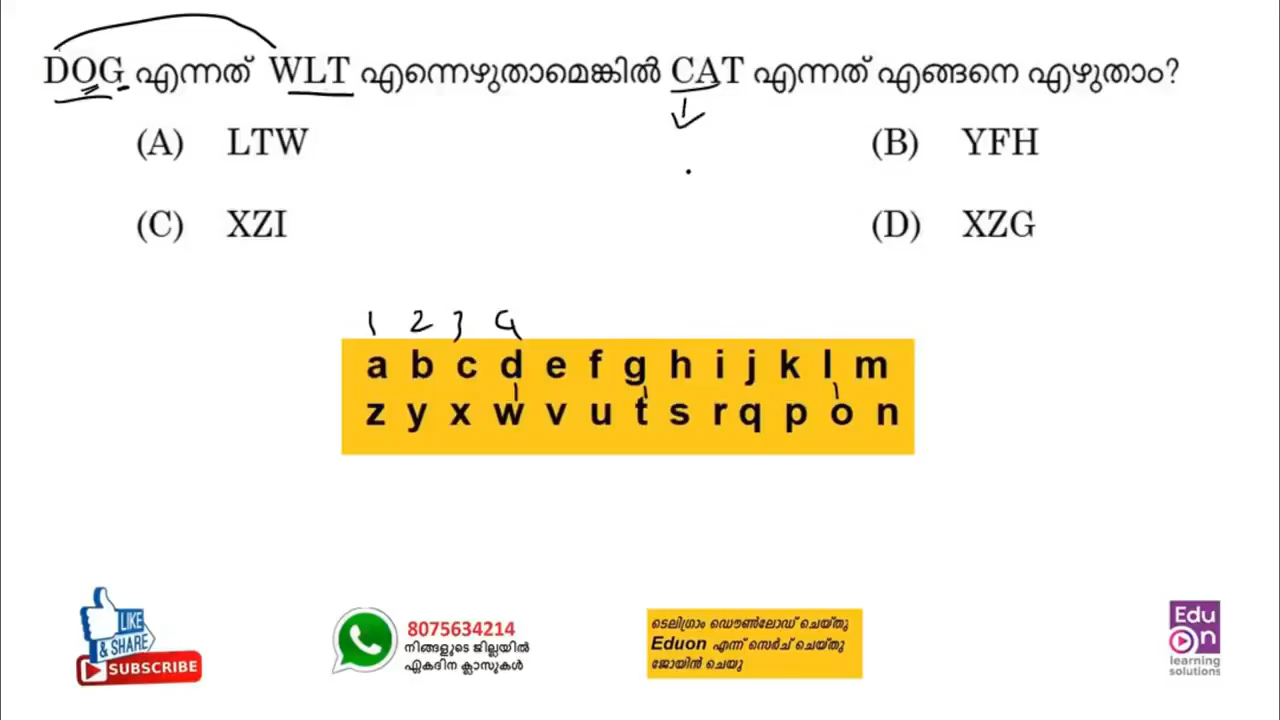 DOG എന്നത് WLT എന്നെഴുതാമെങ്കിൽ CAT എന്നത് എങ്ങനെ എഴുതാം?
(A) LTW (B) YFH
(C) XZI (D) XZG
1 2 3 4
a b c d e f g h i j k l m
z y x w v u t s r q p o n
LIKE
& SHARE
SUBSCRIBE
8075634214
നിങ്ങളുടെ ജില്ലയിൽ
ഏകദിന ക്ലാസുകൾ
ടെലിഗ്രാം ഡൌൺലോഡ് ചെയ്തു
Eduon എന്ന് സെർച് ചെയ്തു
ജോയിൻ ചെയൂ
Edu
On
learning
solutions